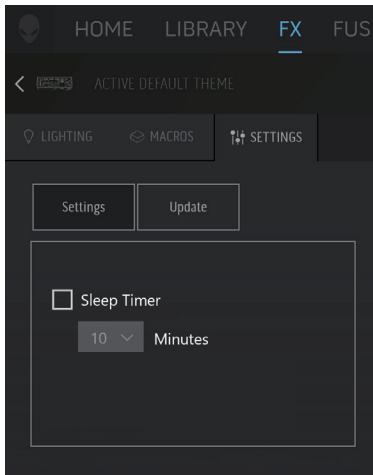 HOME LIBRARY FX FUS
ACTIVE DEFAULT THEME
LIGHTING MACROS SETTINGS
Settings Update
Sleep Timer
10 Minutes